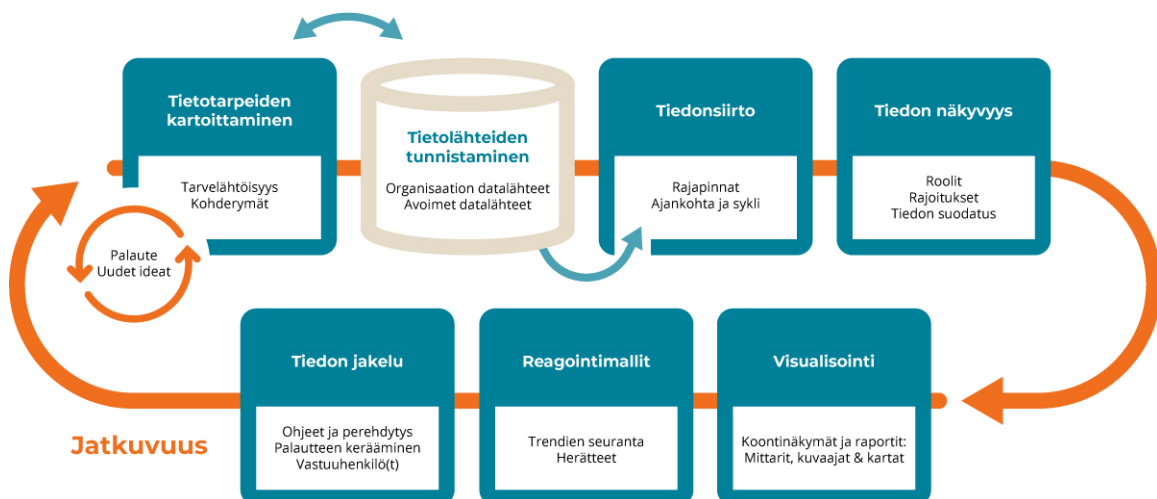 Tietotarpeiden
kartoittaminen
Tarvelähtöisyys
Kohderymät
Palaute
Uudet ideat
Tietolähteiden
tunnistaminen
Organisaation datalähteet
Avoimet datalähteet
Tiedonsiirto
Rajapinnat
Ajankohta ja sykli
Tiedon näkyvyys
Roolit
Rajoitukset
Tiedon suodatus
Visualisointi
Koontinäkymät ja raportit:
Mittarit, kuvaajat & kartat
Reagointimallit
Trendien seuranta
Herätteet
Tiedon jakelu
Ohjeet ja perehdytys
Palautteen kerääminen
Vastuuhenkilö(t)
Jatkuvuus